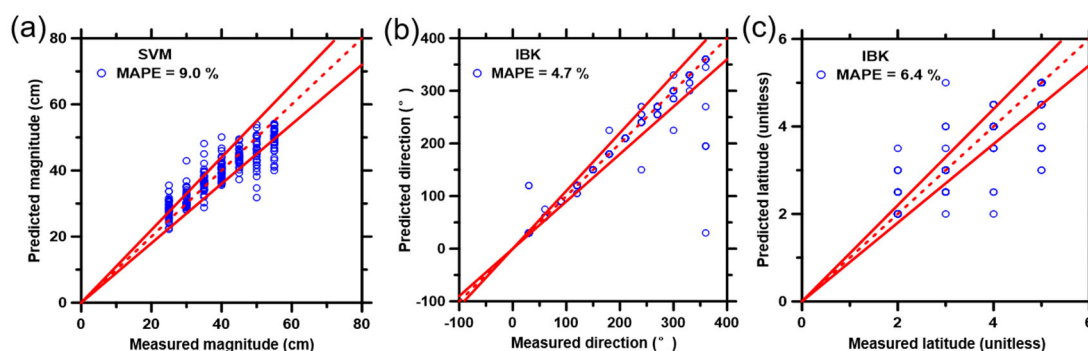 (a)
80
60
40
20
0
Predicted magnitude (cm)
SVM
MAPE = 9.0 %
0 20 40 60 80
Measured magnitude (cm)
(b)
400
300
200
100
0
-100
Predicted direction (°)
IBK
MAPE = 4.7 %
-100 0 100 200 300 400
Measured direction (°)
(c)
6
4
2
0
Predicted latitude (unitless)
IBK
MAPE = 6.4 %
0 2 4 6
Measured latitude (unitless)